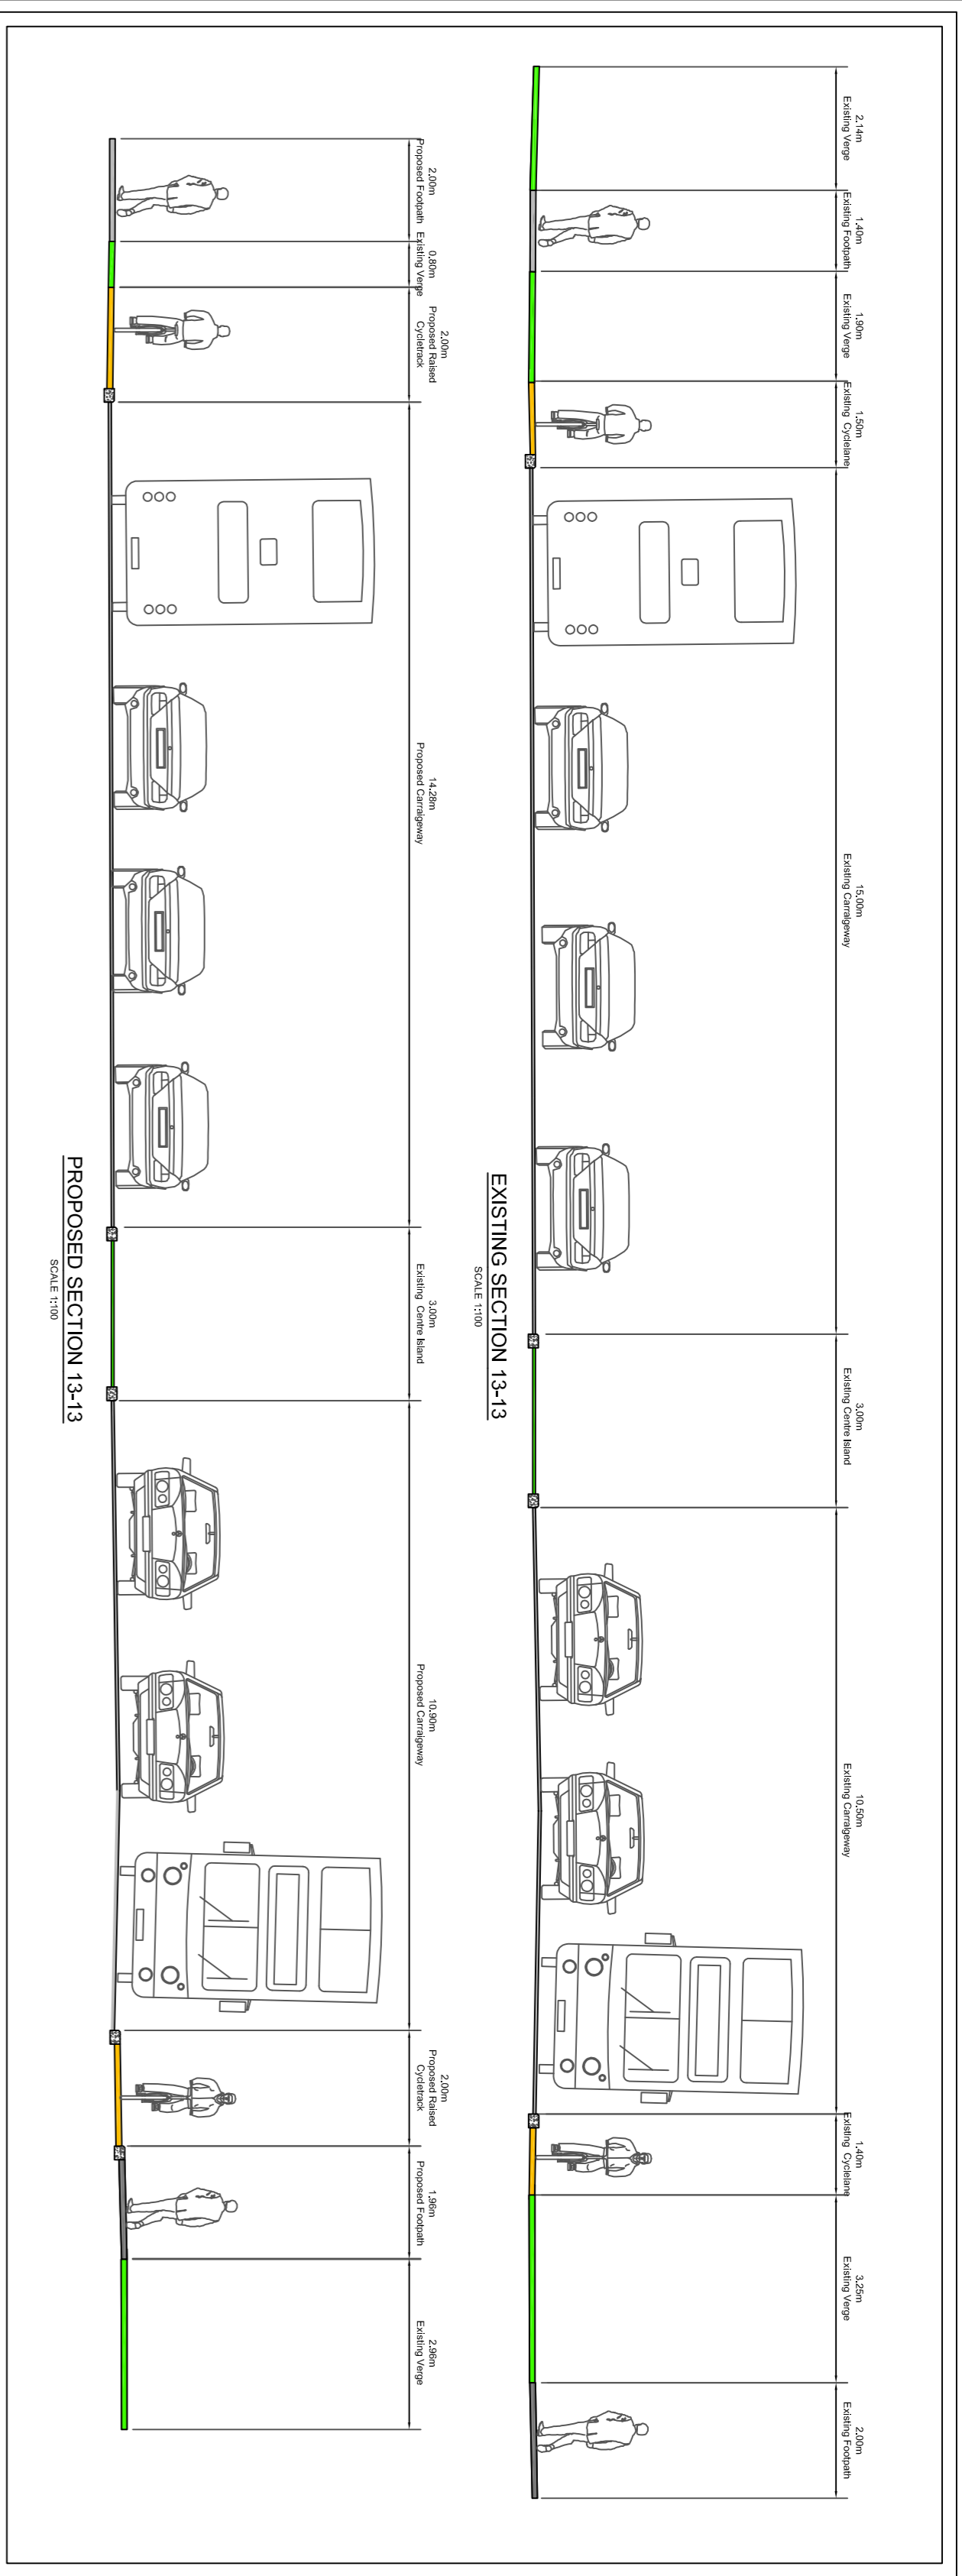 2.14m
Existing Verge
1.40m
Existing Footpath
1.90m
Existing Verge
1.50m
Existing Cyclelane
15.00m
Existing Carraigeway
3.00m
Existing Centre Island
10.50m
Existing Carraigeway
1.40m
Existing Cyclelane
3.25m
Existing Verge
2.00m
Existing Footpath
EXISTING SECTION 13-13
SCALE 1:100
2.00m
Proposed Footpath
0.80m
Existing Verge
2.00m
Proposed Raised
Cycletrack
14.28m
Proposed Carraigeway
3.00m
Existing Centre Island
10.90m
Proposed Carraigeway
2.00m
Proposed Raised
Cycletrack
1.96m
Proposed Footpath
2.96m
Existing Verge
PROPOSED SECTION 13-13
SCALE 1:100